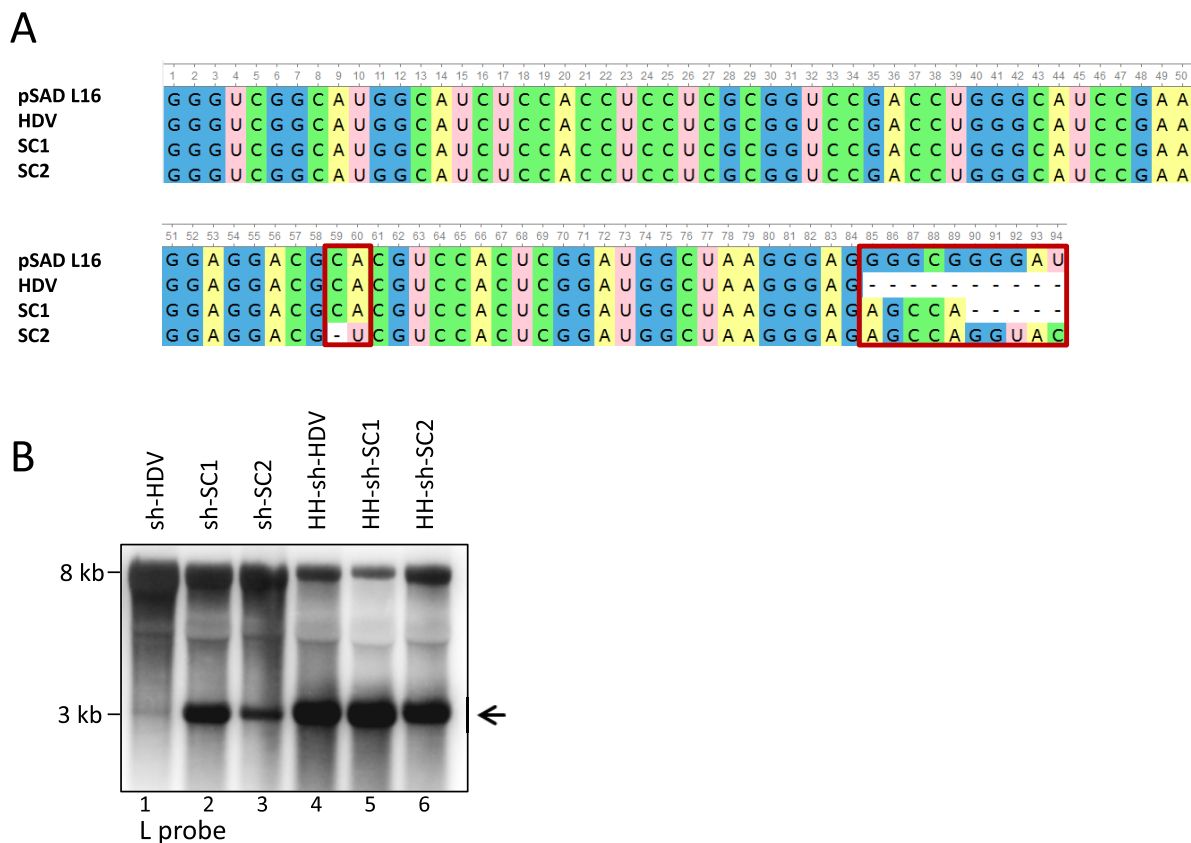 A
1 2 3 4 5 6 7 8 9 10 11 12 13 14 15 16 17 18 19 20 21 22 23 24 25 26 27 28 29 30 31 32 33 34 35 36 37 38 39 40 41 42 43 44 45 46 47 48 49 50
pSAD L16 G G G U C G G C A U G G C A U C U C C A C C U C C U C G C G G U C C G A C C U G G G C A U C C G A A
HDV G G G U C G G C A U G G C A U C U C C A C C U C C U C G C G G U C C G A C C U G G G C A U C C G A A
SC1 G G G U C G G C A U G G C A U C U C C A C C U C C U C G C G G U C C G A C C U G G G C A U C C G A A
SC2 G G G U C G G C A U G G C A U C U C C A C C U C C U C G C G G U C C G A C C U G G G C A U C C G A A
51 52 53 54 55 56 57 58 59 60 61 62 63 64 65 66 67 68 69 70 71 72 73 74 75 76 77 78 79 80 81 82 83 84 85 86 87 88 89 90 91 92 93 94
pSAD L16 G G A G G A C G C A C G U C C A C U C G G A U G G C U A A G G G A G G G G C G G G G A U
HDV G G A G G A C G C A C G U C C A C U C G G A U G G C U A A G G G A G - - - - - - - - - -
SC1 G G A G G A C G C A C G U C C A C U C G G A U G G C U A A G G G A G A G C C A - - - - -
SC2 G G A G G A C G - U C G U C C A C U C G G A U G G C U A A G G G A G A G C C A G G U A C
B
sh-HDV sh-SC1 sh-SC2 HH-sh-HDV HH-sh-SC1 HH-sh-SC2
8 kb
3 kb
1 2 3 4 5 6
L probe